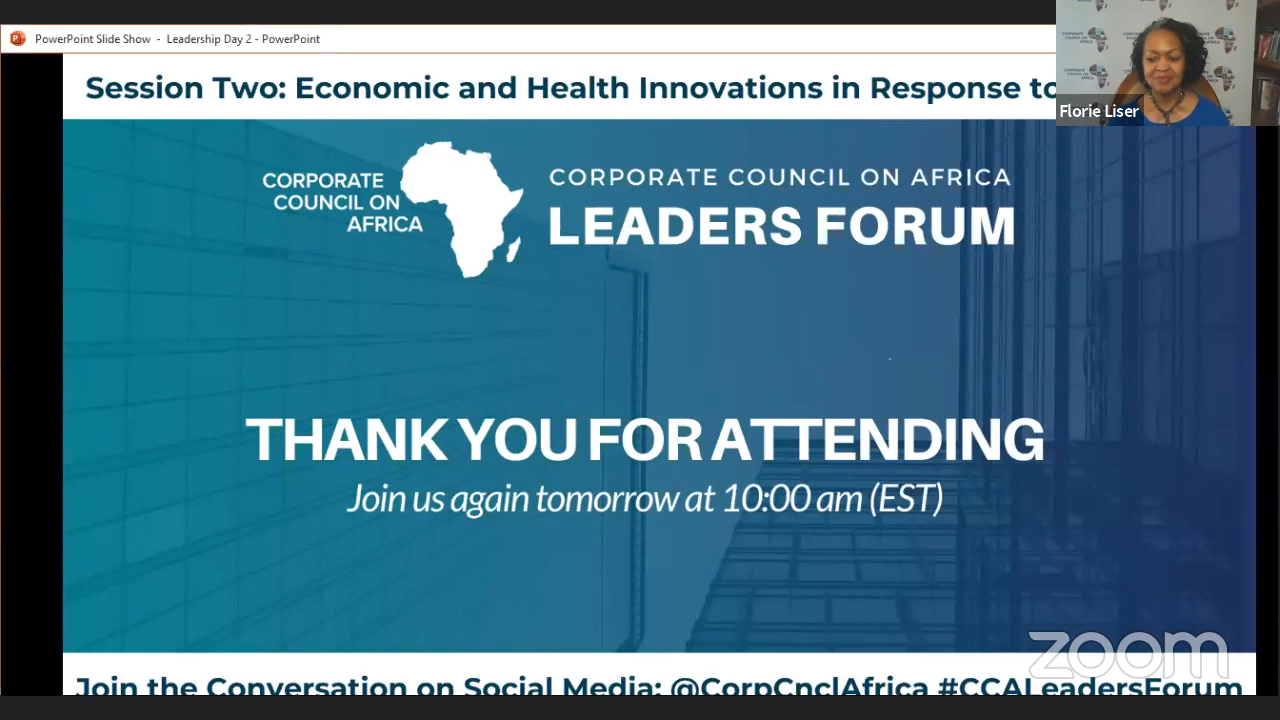 PowerPoint Slide Show - Leadership Day 2 - PowerPoint
Session Two: Economic and Health Innovations in Response to
Florie Liser
CORPORATE
COUNCIL ON
AFRICA
CORPORATE COUNCIL ON AFRICA
LEADERS FORUM
THANK YOU FOR ATTENDING
Join us again tomorrow at 10:00 am (EST)
zoom
Join the Conversation on Social Media: @CorpCnclAfrica #CCALeadersForum